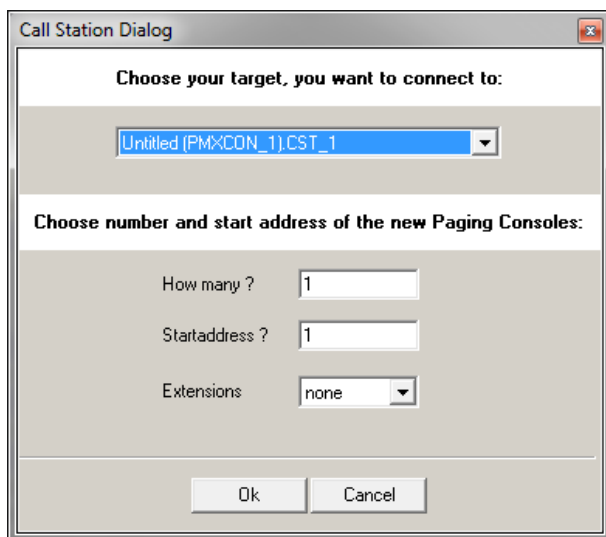 Call Station Dialog
Choose your target, you want to connect to:
Untitled (PMXCON_1).CST_1
Choose number and start address of the new Paging Consoles:
How many ? 1
Startaddress ? 1
Extensions none
Ok Cancel